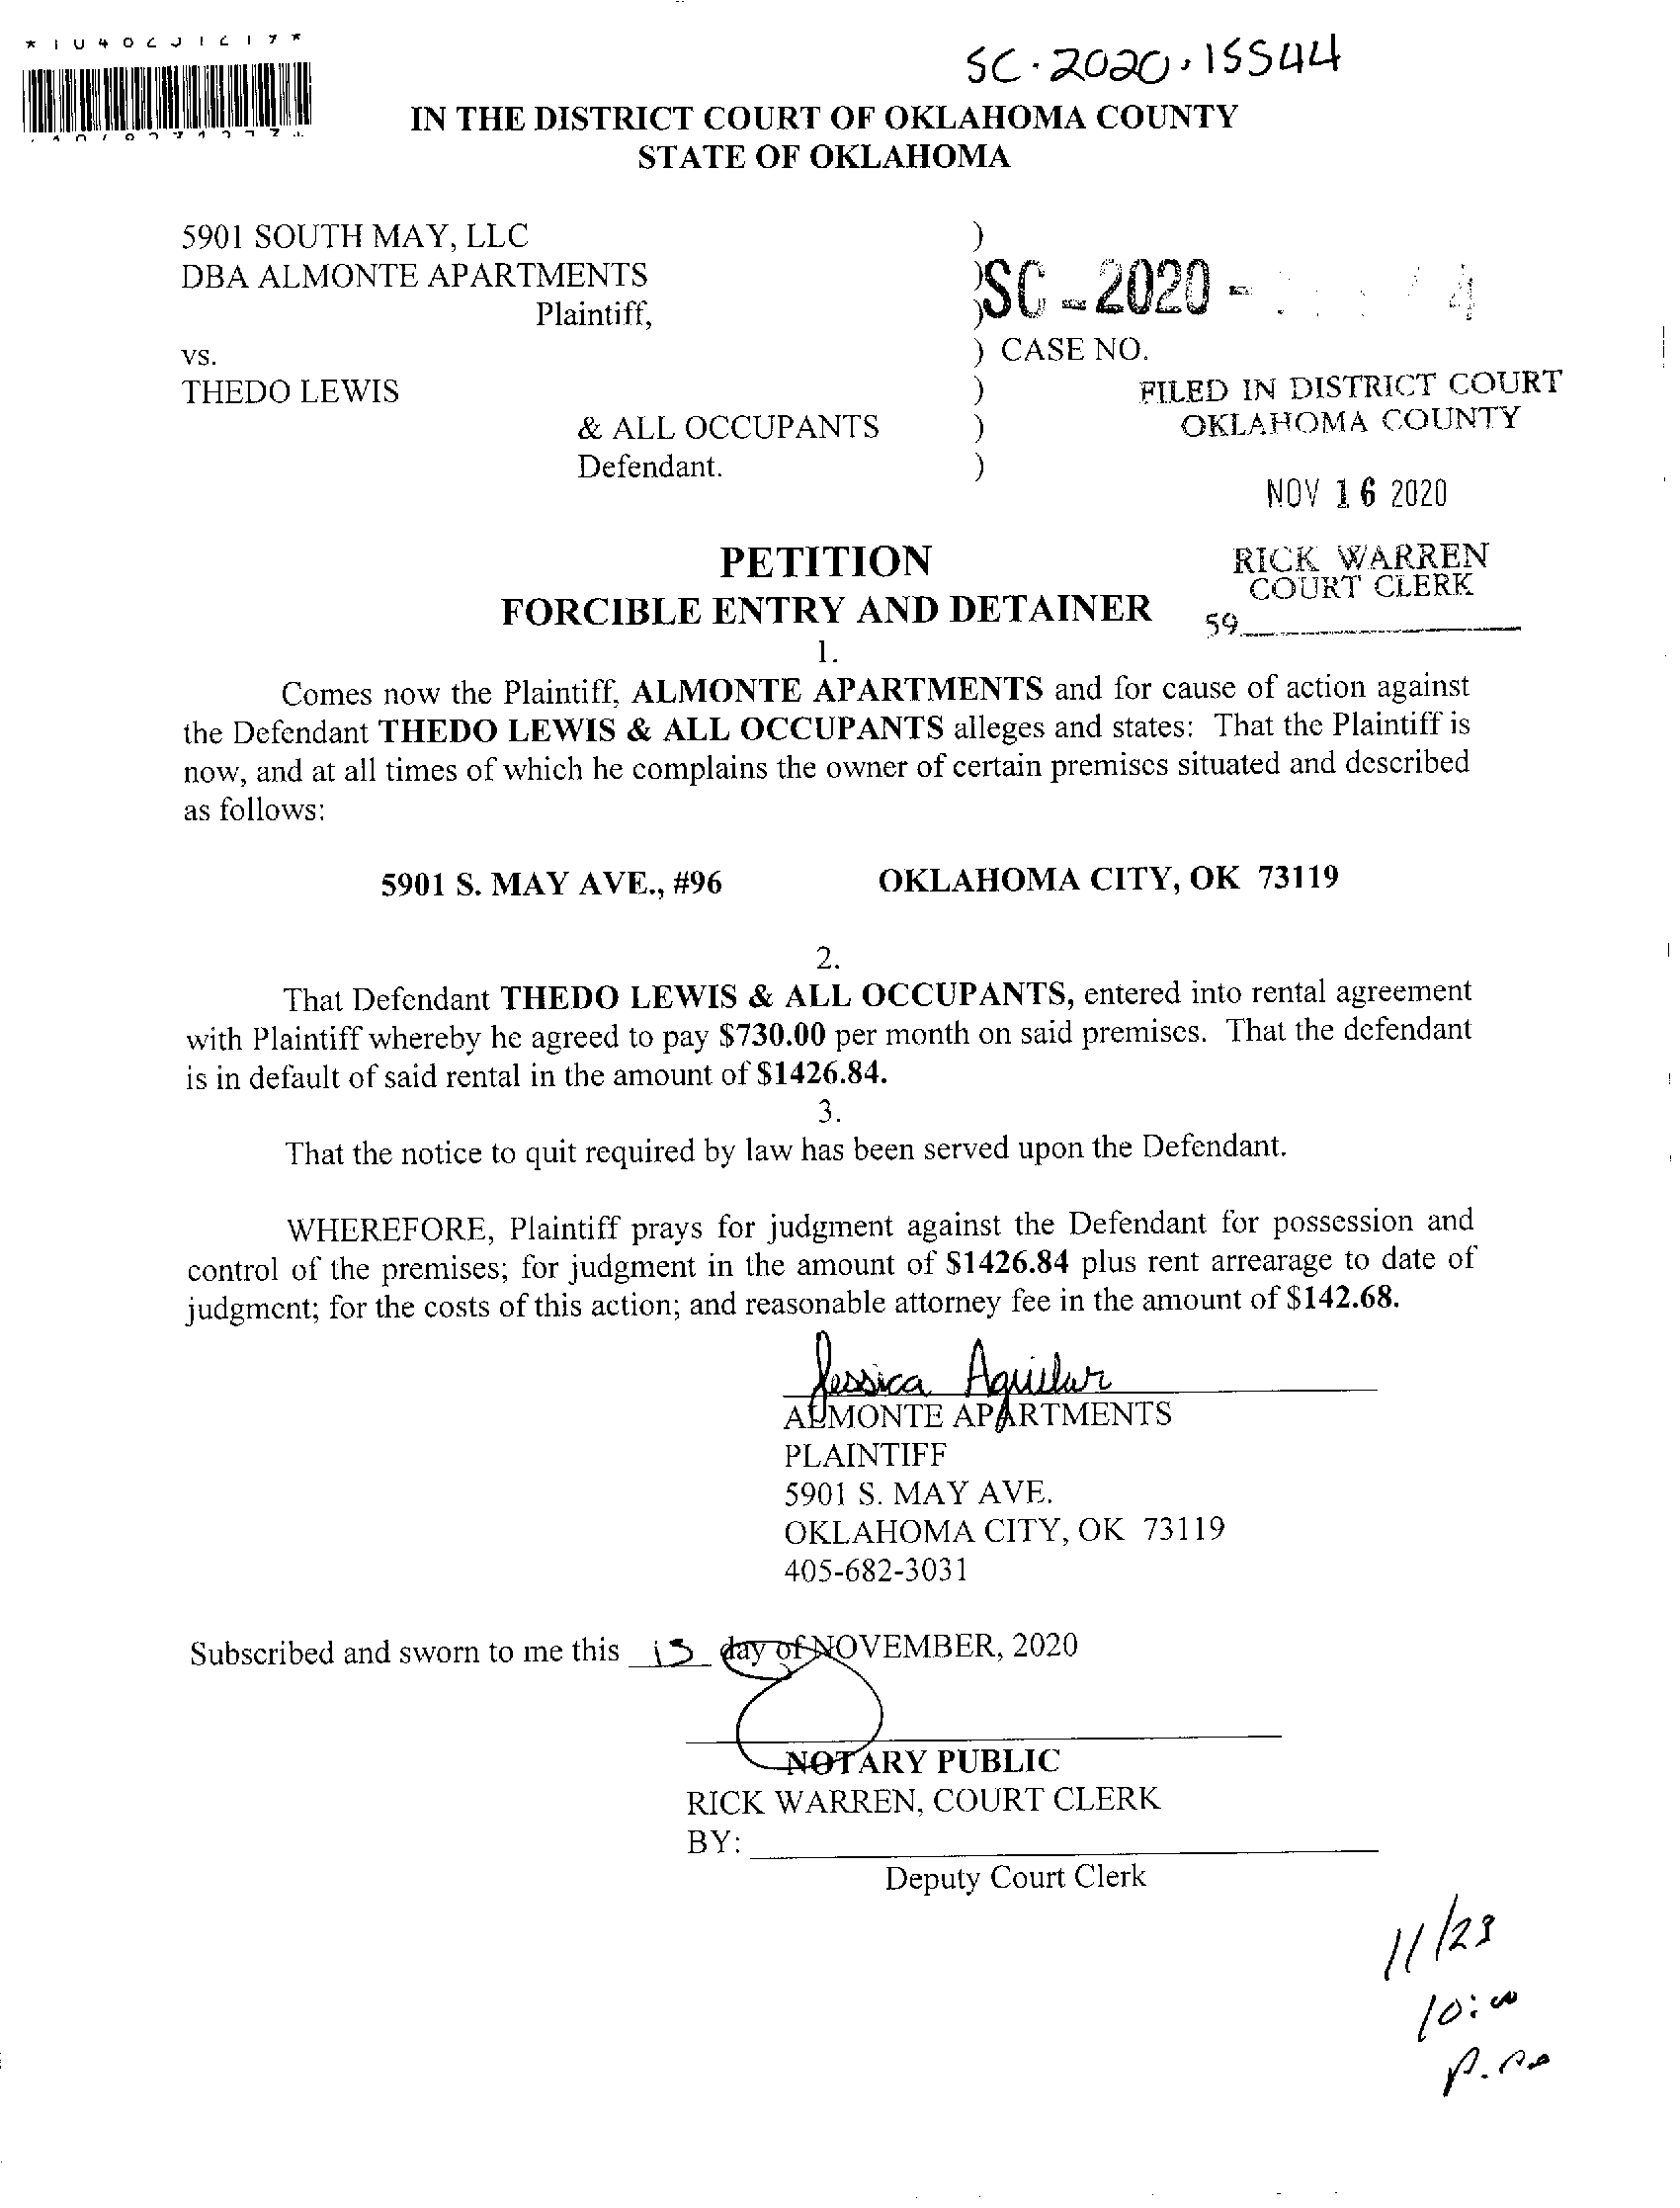 SC-2020-15544
IN THE DISTRICT COURT OF OKLAHOMA COUNTY
STATE OF OKLAHOMA
5901 SOUTH MAY, LLC )
DBA ALMONTE APARTMENTS ) SC-2020-
Plaintiff, )
vs. ) CASE NO.
THEDO LEWIS ) FILED IN DISTRICT COURT
& ALL OCCUPANTS ) OKLAHOMA COUNTY
Defendant. )
NOV 16 2020
PETITION RICK WARREN
COURT CLERK
FORCIBLE ENTRY AND DETAINER 59
1.
Comes now the Plaintiff, ALMONTE APARTMENTS and for cause of action against
the Defendant THEDO LEWIS & ALL OCCUPANTS alleges and states: That the Plaintiff is
now, and at all times of which he complains the owner of certain premises situated and described
as follows:
5901 S. MAY AVE., #96 OKLAHOMA CITY, OK 73119
2.
That Defendant THEDO LEWIS & ALL OCCUPANTS, entered into rental agreement
with Plaintiff whereby he agreed to pay $730.00 per month on said premises. That the defendant
is in default of said rental in the amount of $1426.84.
3.
That the notice to quit required by law has been served upon the Defendant.
WHEREFORE, Plaintiff prays for judgment against the Defendant for possession and
control of the premises; for judgment in the amount of $1426.84 plus rent arrearage to date of
judgment; for the costs of this action; and reasonable attorney fee in the amount of $142.68.
Jessica Aguilar
ALMONTE APARTMENTS
PLAINTIFF
5901 S. MAY AVE.
OKLAHOMA CITY, OK 73119
405-682-3031
Subscribed and sworn to me this 13 day of NOVEMBER, 2020
NOTARY PUBLIC
RICK WARREN, COURT CLERK
BY:
Deputy Court Clerk
11/23
10:00